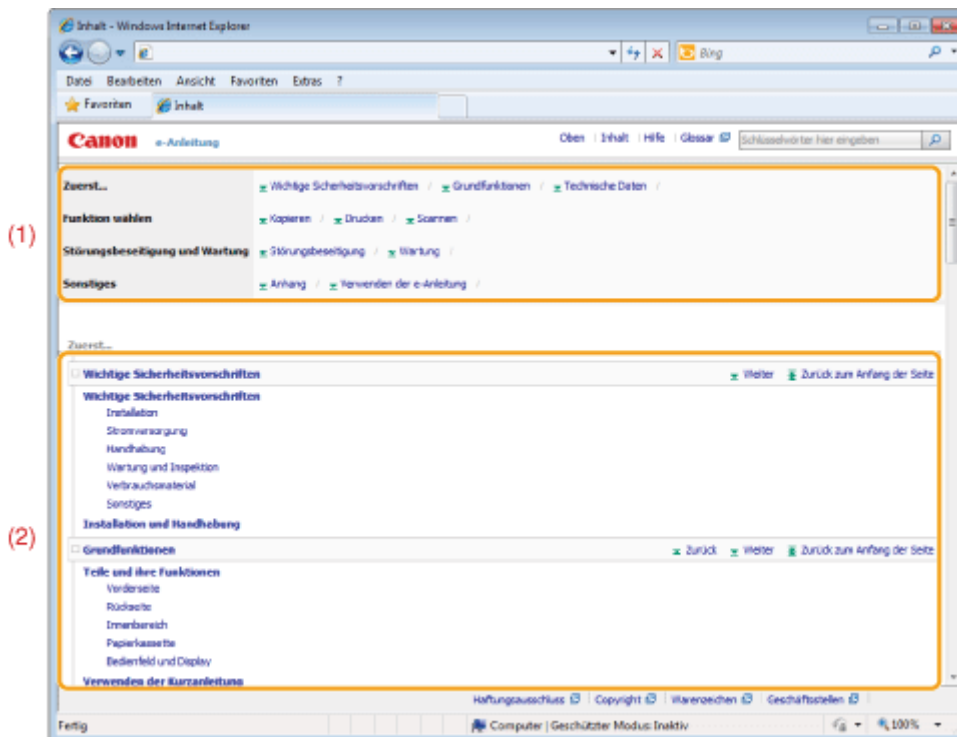 Inhalt - Windows Internet Explorer
Bing
Datei Bearbeiten Ansicht Favoriten Extras ?
Favoriten Inhalt
Canon e-Anleitung Oben Inhalt Hilfe Glossar Schlüsselwörter hier eingeben
(1)
Zuerst... Wichtige Sicherheitsvorschriften / Grundfunktionen / Technische Daten /
Funktion wählen Kopieren / Drucken / Scannen /
Störungsbeseitigung und Wartung Störungsbeseitigung / Wartung /
Sonstiges Anhang / Verwenden der e-Anleitung /
Zuerst...
(2)
Wichtige Sicherheitsvorschriften Weiter Zurück zum Anfang der Seite
Wichtige Sicherheitsvorschriften
Installation
Stromversorgung
Handhabung
Wartung und Inspektion
Verbrauchsmaterial
Sonstiges
Installation und Handhabung
Grundfunktionen Zurück Weiter Zurück zum Anfang der Seite
Teile und ihre Funktionen
Vorderseite
Rückseite
Innenbereich
Papierkassette
Bedienfeld und Display
Verwenden der Kurzanleitung
Haftungsausschluss Copyright Warenzeichen Geschäftsstellen
Fertig Computer | Geschützter Modus: Inaktiv 100%